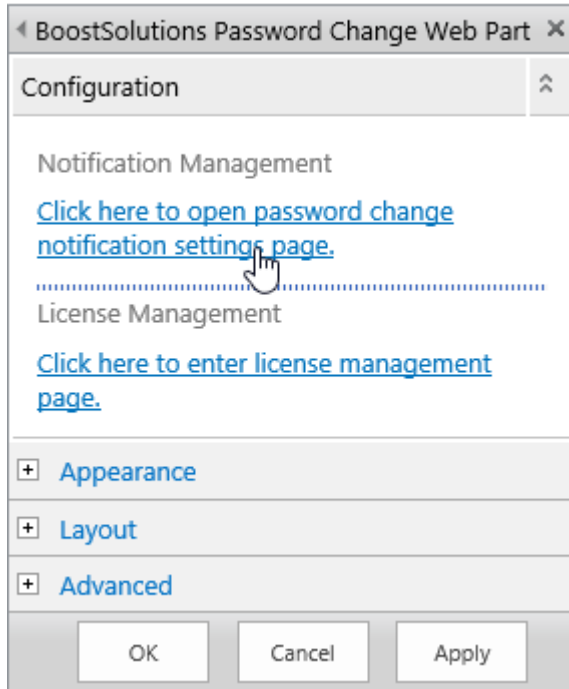 BoostSolutions Password Change Web Part
Configuration
Notification Management
Click here to open password change
notification settings page.
License Management
Click here to enter license management
page.
Appearance
Layout
Advanced
OK Cancel Apply